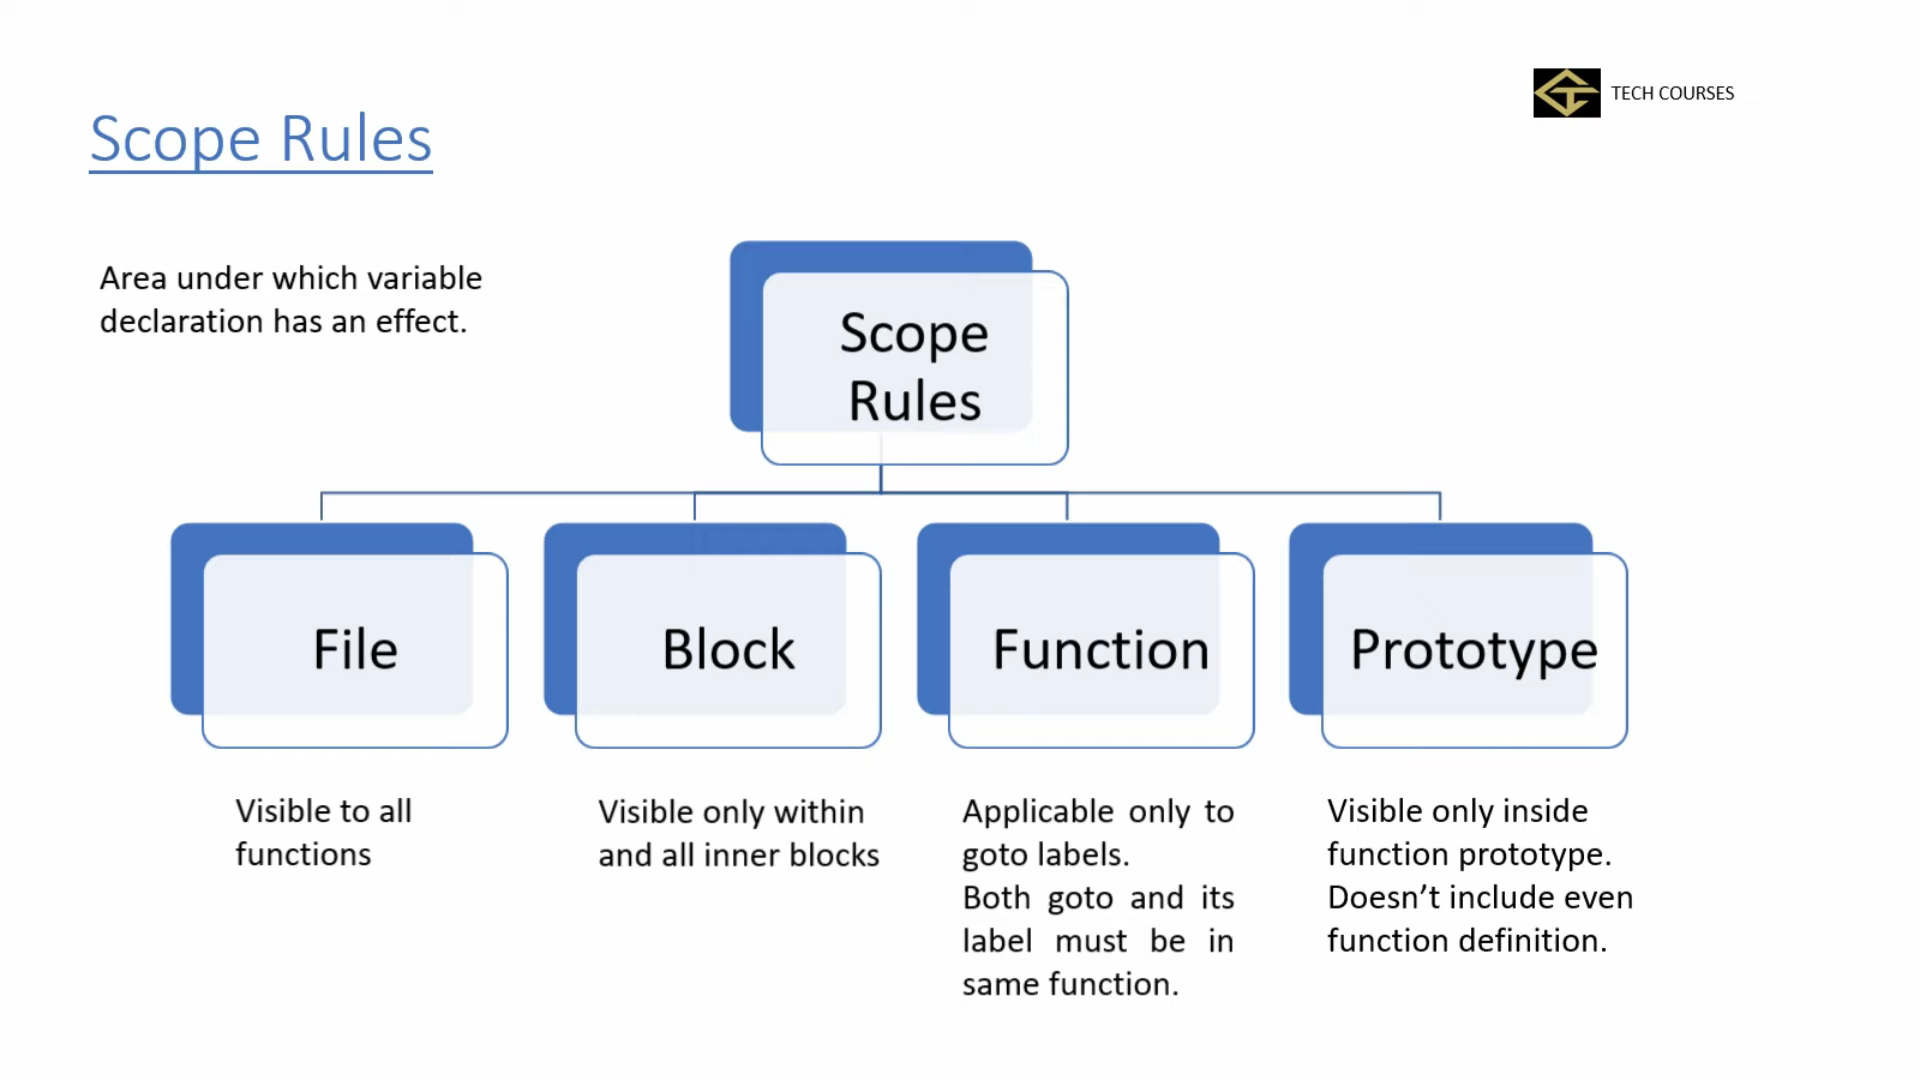 TECH COURSES
Scope Rules
Area under which variable
declaration has an effect.
Scope
Rules
File
Block
Function
Prototype
Visible to all
functions
Visible only within
and all inner blocks
Applicable only to
goto labels.
Both goto and its
label must be in
same function.
Visible only inside
function prototype.
Doesn’t include even
function definition.